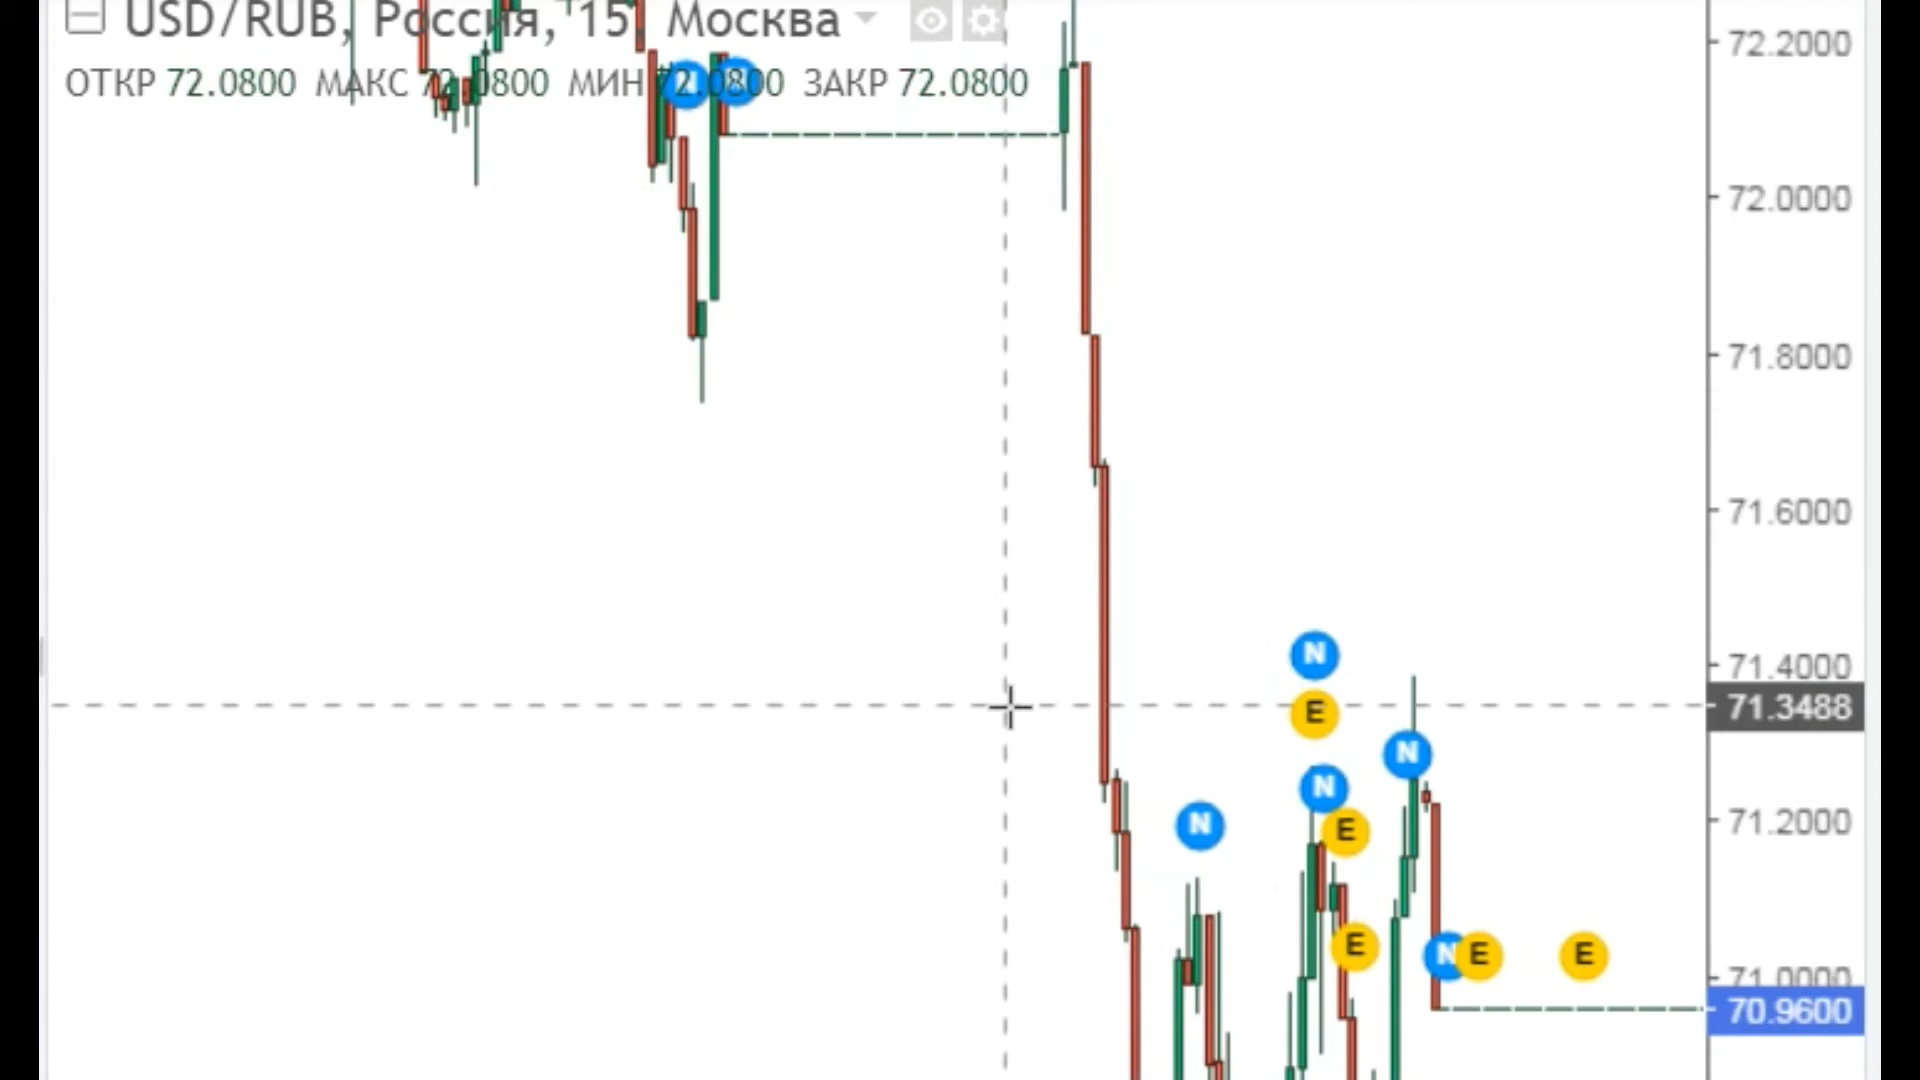 USD/RUB, Россия, 15, Москва
ОТКР 72.0800 МАКС 72.0800 МИН 72.0800 ЗАКР 72.0800
N
72.2000
72.0000
71.8000
71.6000
N
71.4000
E
71.3488
N
N
N
E
71.2000
E
N E
E
71.0000
70.9600